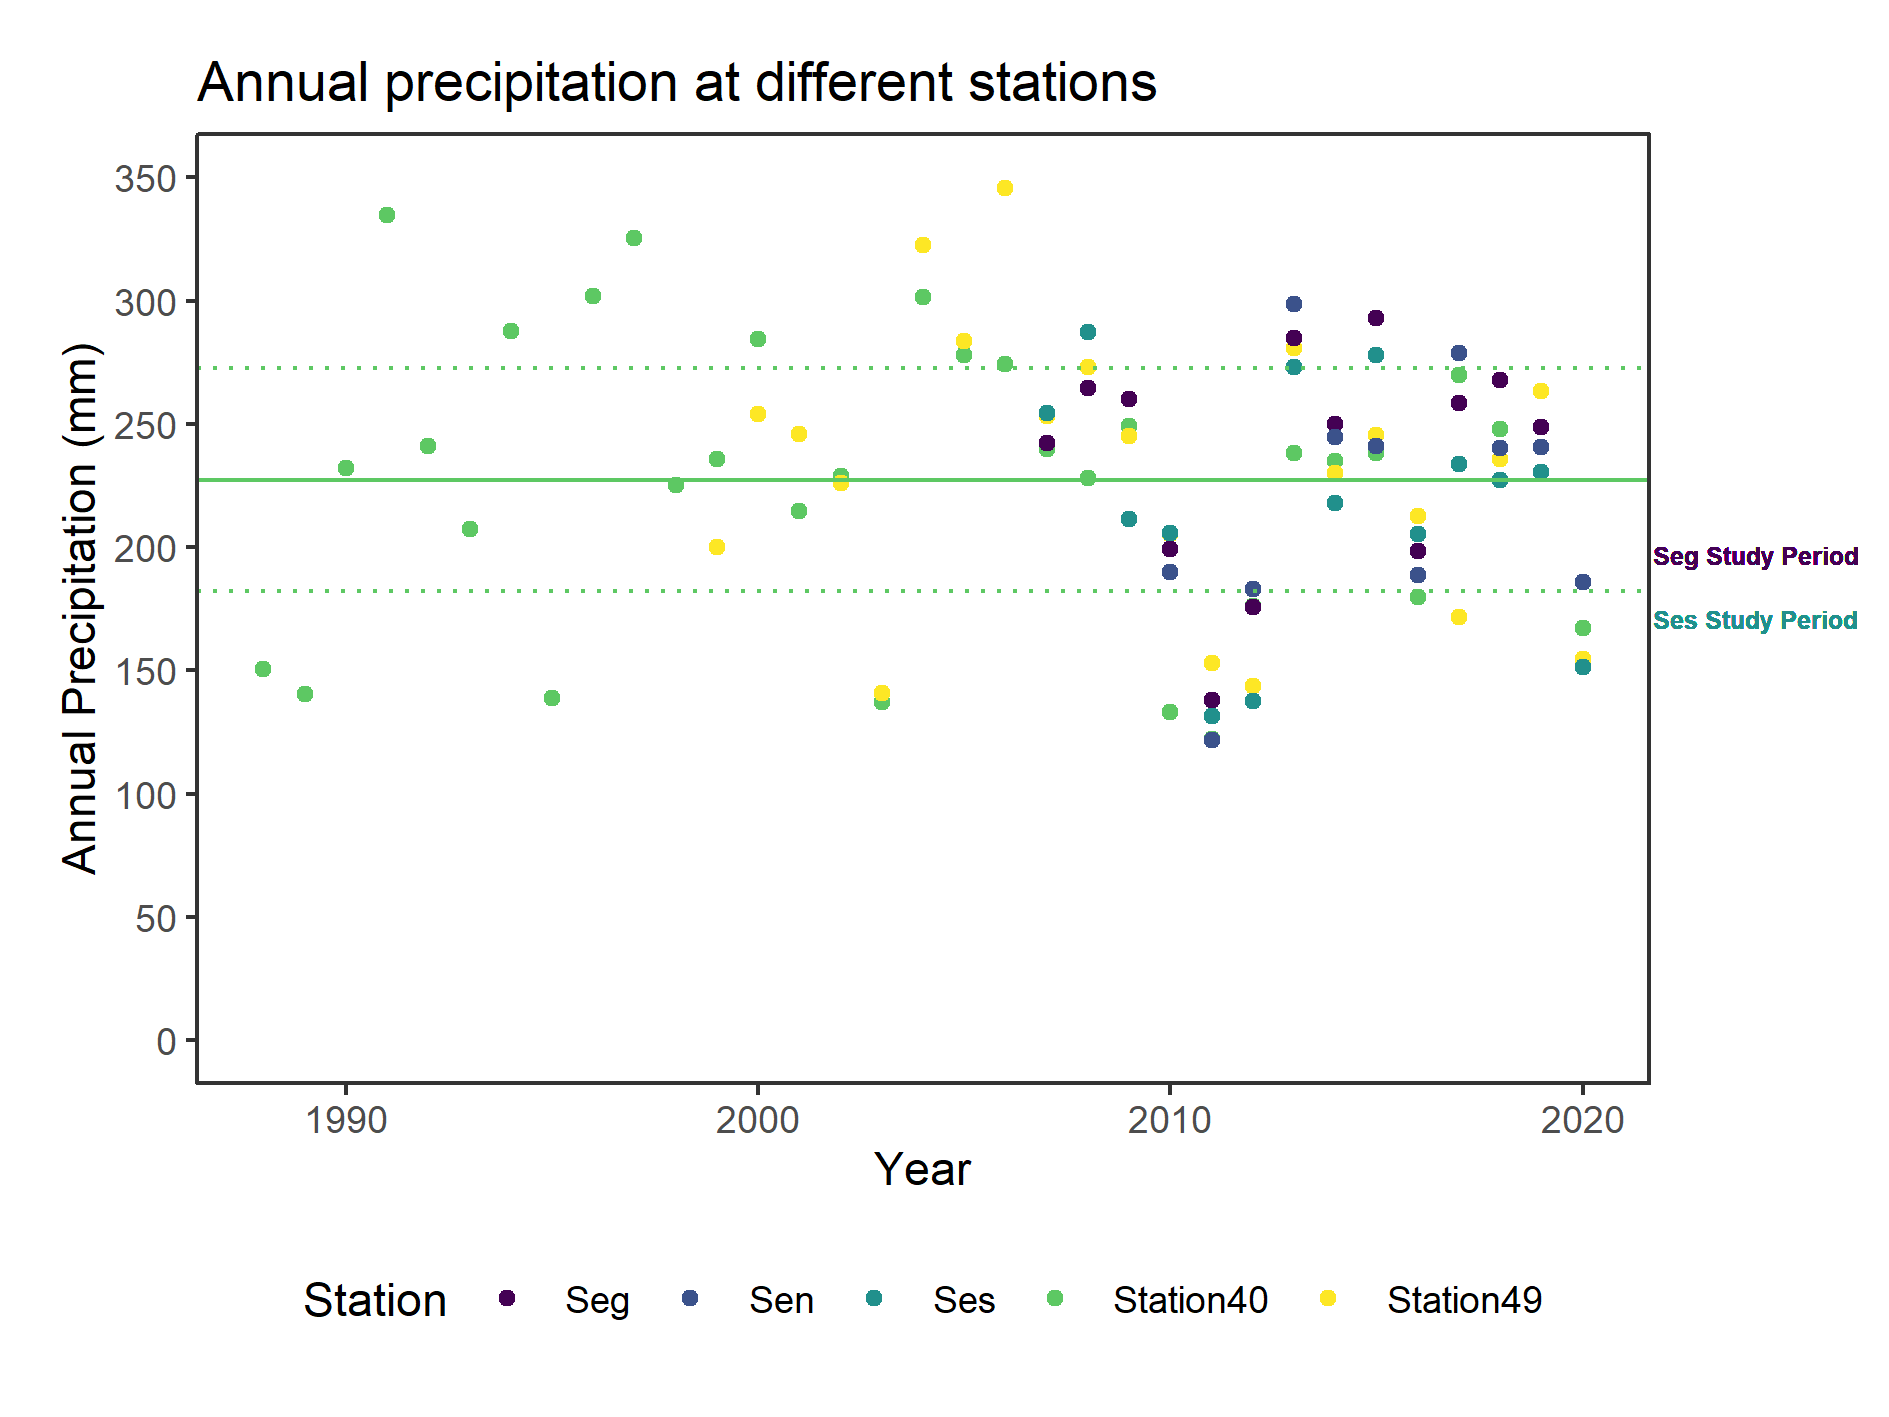 Annual precipitation at different stations
Annual Precipitation (mm)
350
300
250
200
150
100
50
0
Seg Study Period
Ses Study Period
1990 2000 2010 2020
Year
Station Seg Sen Ses Station40 Station49